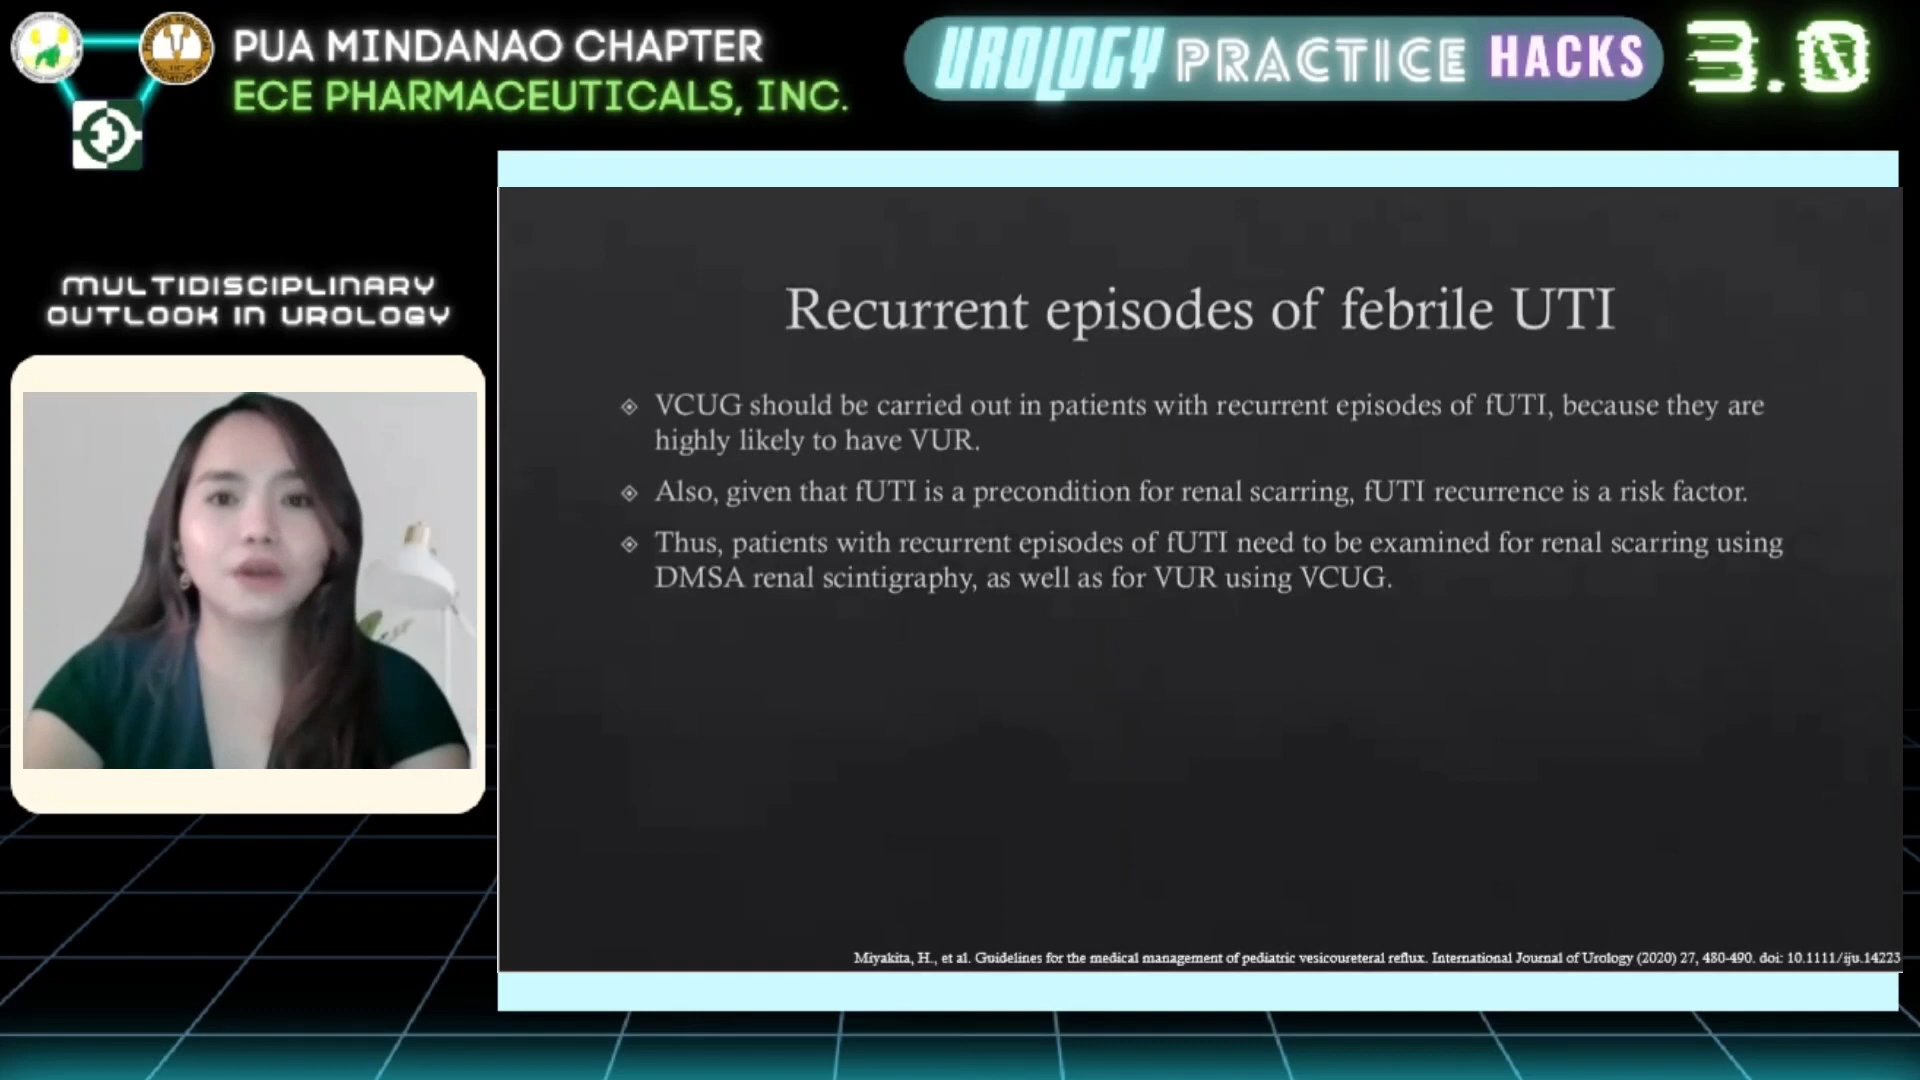 PUA MINDANAO CHAPTER
ECE PHARMACEUTICALS, INC.
UROLOGY PRACTICE HACKS 3.0
MULTIDISCIPLINARY
OUTLOOK IN UROLOGY
Recurrent episodes of febrile UTI
VCUG should be carried out in patients with recurrent episodes of fUTI, because they are
highly likely to have VUR.
Also, given that fUTI is a precondition for renal scarring, fUTI recurrence is a risk factor.
Thus, patients with recurrent episodes of fUTI need to be examined for renal scarring using
DMSA renal scintigraphy, as well as for VUR using VCUG.
Miyakita, H., et al. Guidelines for the medical management of pediatric vesicoureteral reflux. International Journal of Urology (2020) 27, 480-490. doi: 10.1111/iju.14223